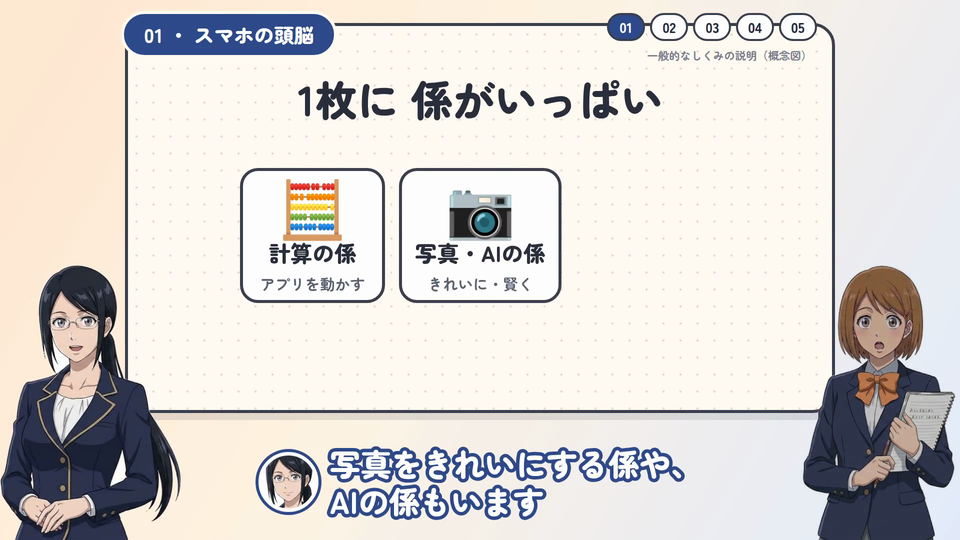 01 ・ スマホの頭脳
01 02 03 04 05
一般的なしくみの説明（概念図）
1枚に 係がいっぱい
計算の係
アプリを動かす
写真・AIの係
きれいに・賢く
写真をきれいにする係や、
AIの係もいます